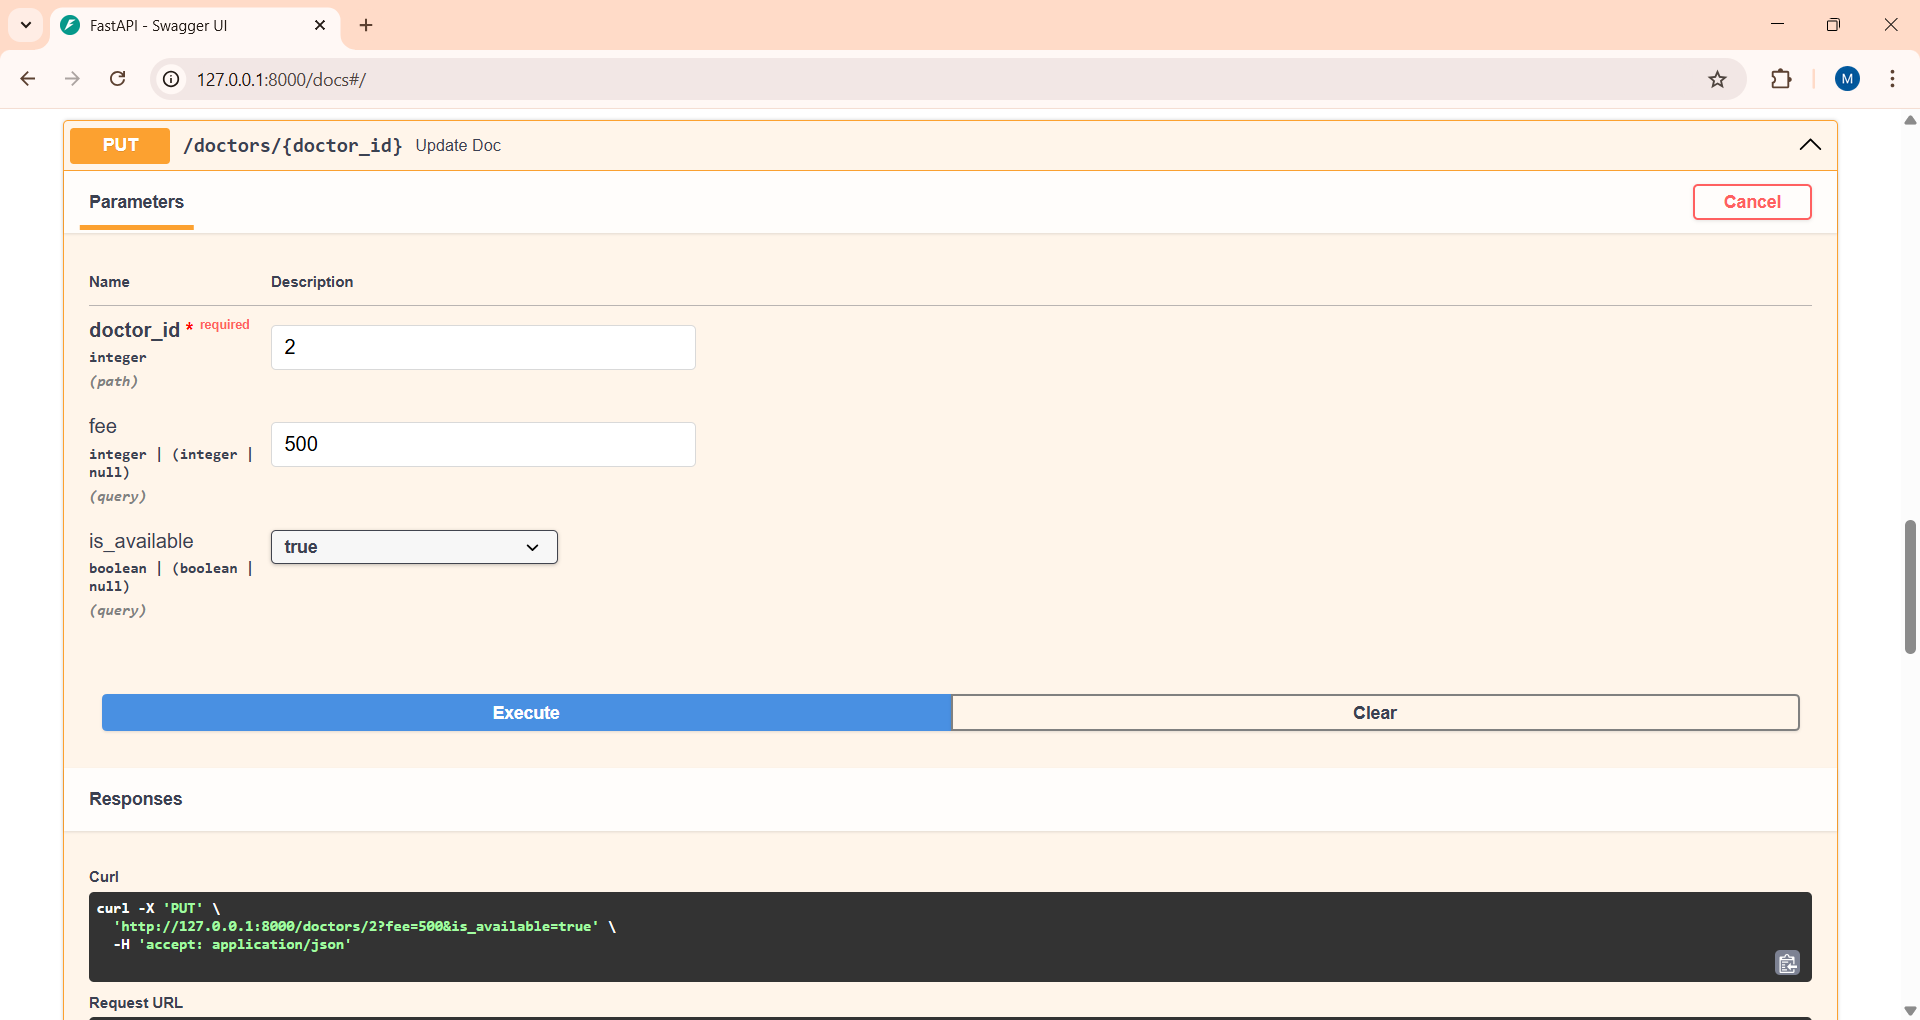 FastAPI - Swagger UI
127.0.0.1:8000/docs#/
M
PUT /doctors/{doctor_id} Update Doc
Parameters
Cancel
Name Description
doctor_id * required
integer
(path)
2
fee
integer | (integer |
null)
(query)
500
is_available
boolean | (boolean |
null)
(query)
true
Execute
Clear
Responses
Curl
curl -X 'PUT' \
'http://127.0.0.1:8000/doctors/2?fee=500&is_available=true' \
-H 'accept: application/json'
Request URL